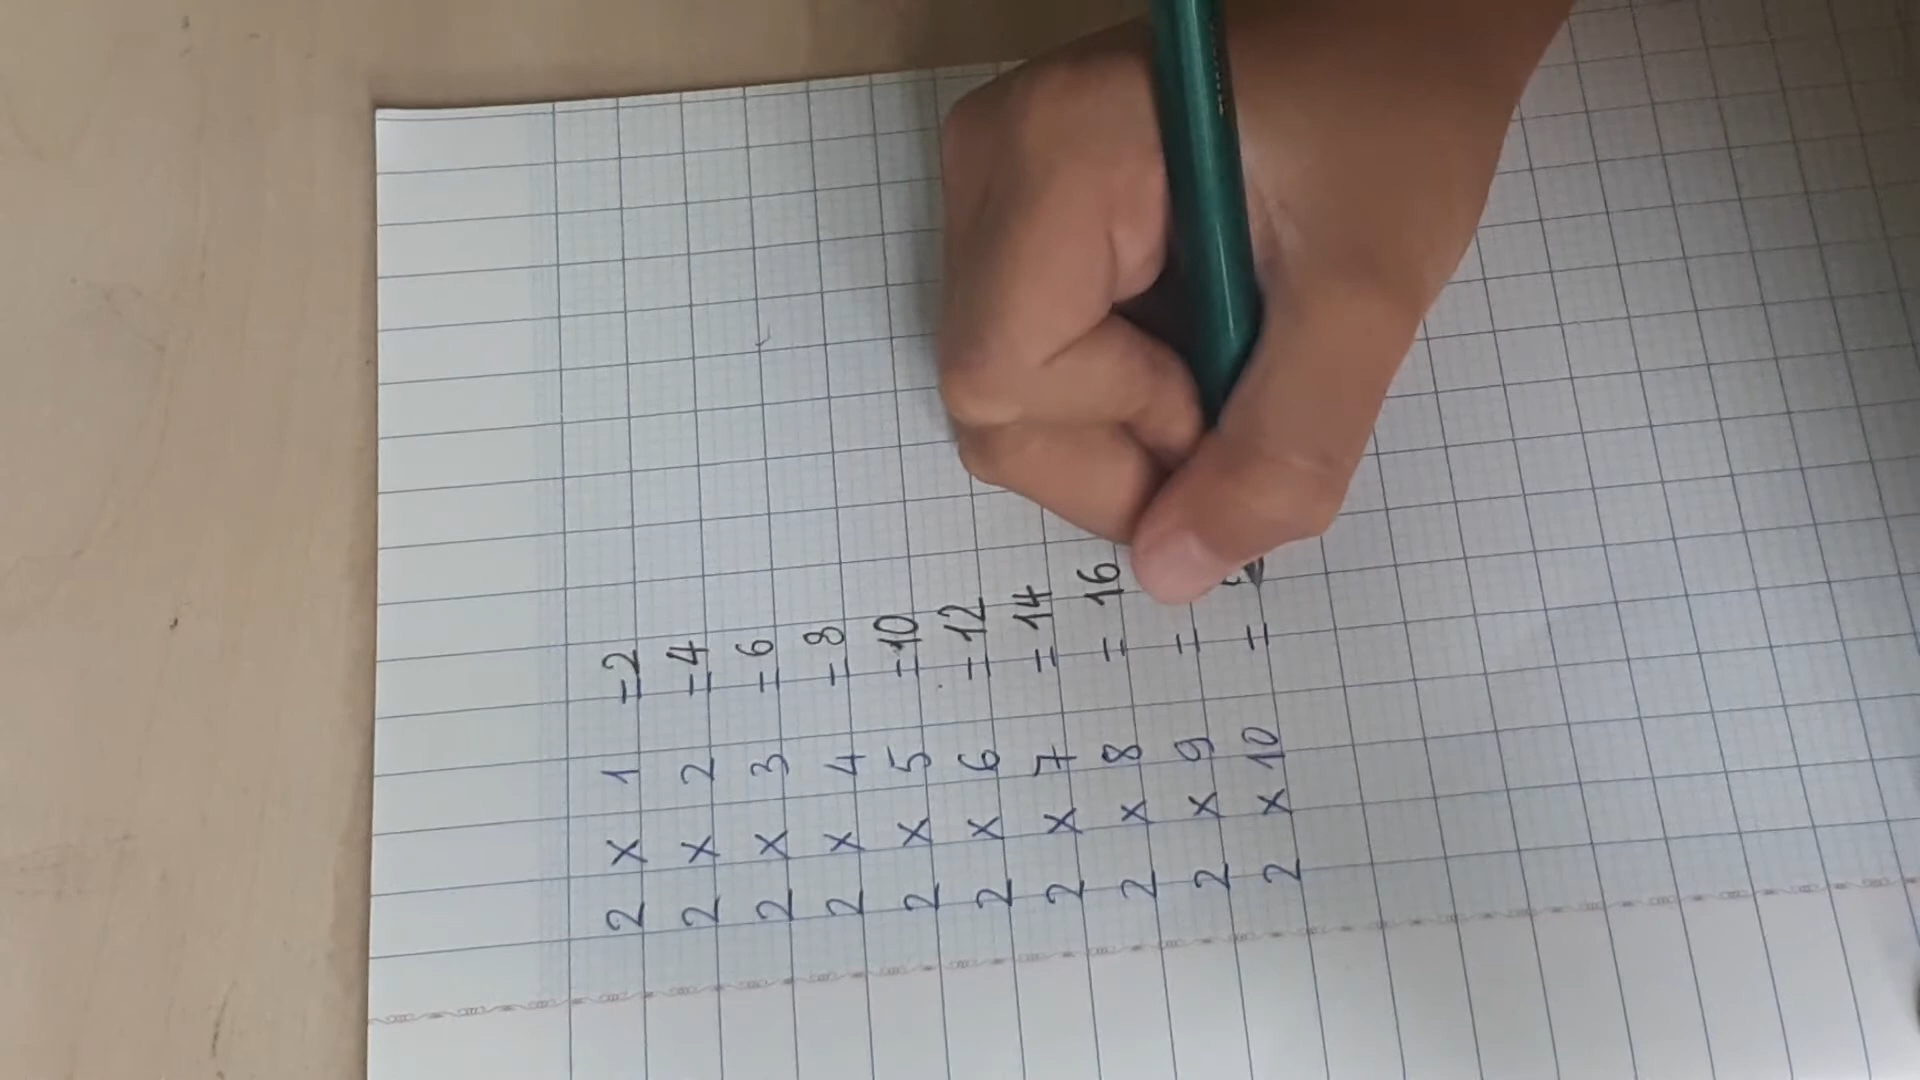 2 x 1 =2
2 x 2 =4
2 x 3 =6
2 x 4 =8
2 x 5 =10
2 x 6 =12
2 x 7 =14
2 x 8 =16
2 x 9 =
2 x 10 =